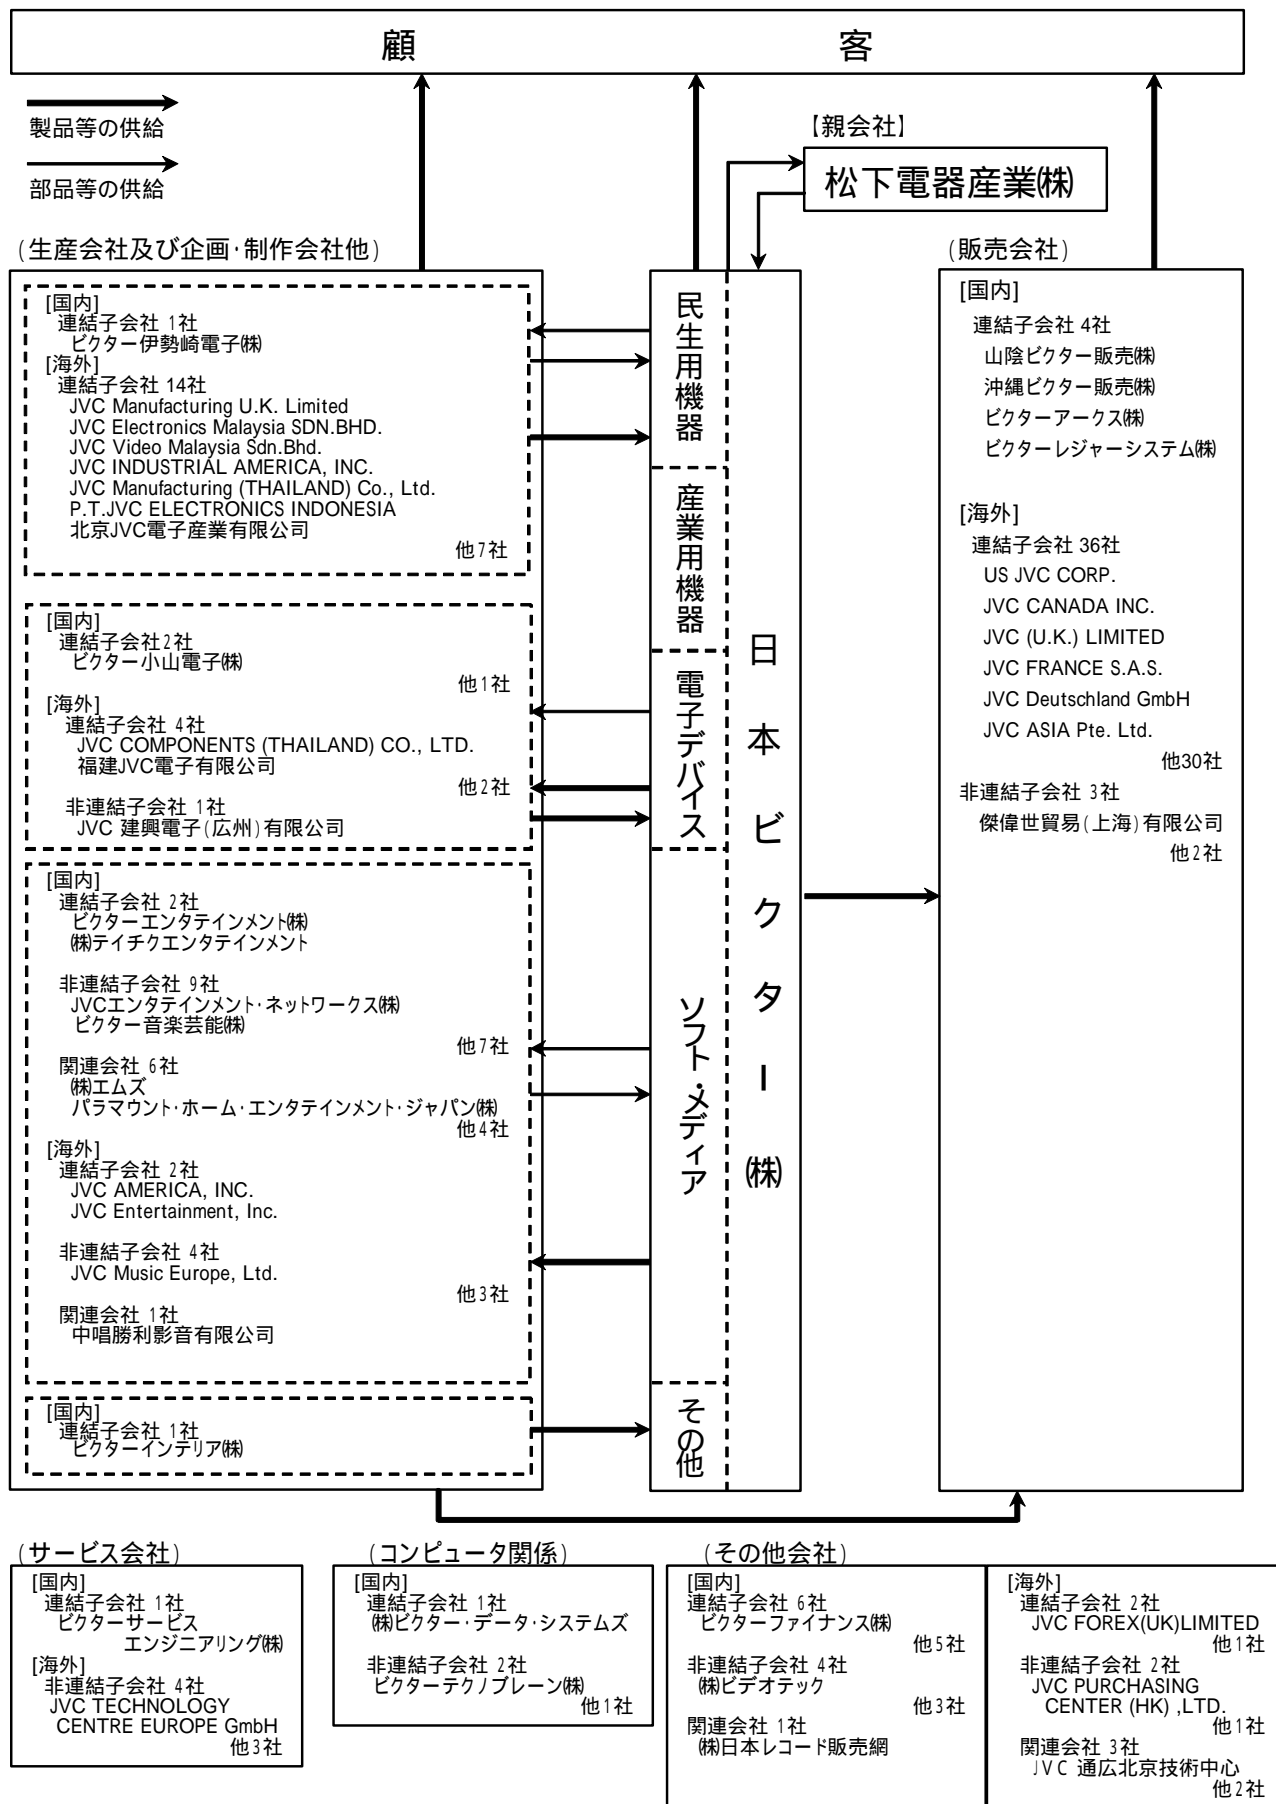 顧客
製品等の供給
部品等の供給
【親会社】
松下電器産業㈱
(生産会社及び企画・制作会社他)
[国内]
連結子会社 1社
ビクター伊勢崎電子㈱
[海外]
連結子会社 14社
JVC Manufacturing U.K. Limited
JVC Electronics Malaysia SDN.BHD.
JVC Video Malaysia Sdn.Bhd.
JVC INDUSTRIAL AMERICA, INC.
JVC Manufacturing (THAILAND) Co., Ltd.
P.T.JVC ELECTRONICS INDONESIA
北京JVC電子産業有限公司
他7社
[国内]
連結子会社2社
ビクター小山電子㈱
他1社
[海外]
連結子会社 4社
JVC COMPONENTS (THAILAND) CO., LTD.
福建JVC電子有限公司
他2社
非連結子会社 1社
JVC 建興電子(広州)有限公司
[国内]
連結子会社 2社
ビクターエンタテインメント㈱
㈱テイチクエンタテインメント
非連結子会社 9社
JVCエンタテインメント・ネットワークス㈱
ビクター音楽芸能㈱
他7社
関連会社 6社
㈱エムズ
パラマウント・ホーム・エンタテインメント・ジャパン㈱
他4社
[海外]
連結子会社 2社
JVC AMERICA, INC.
JVC Entertainment, Inc.
非連結子会社 4社
JVC Music Europe, Ltd.
他3社
関連会社 1社
中唱勝利影音有限公司
[国内]
連結子会社 1社
ビクターインテリア㈱
民生用機器
産業用機器
電子デバイス
ソフト・メディア
その他
日本ビクター㈱
(販売会社)
[国内]
連結子会社 4社
山陰ビクター販売㈱
沖縄ビクター販売㈱
ビクターアークス㈱
ビクターレジャーシステム㈱
[海外]
連結子会社 36社
US JVC CORP.
JVC CANADA INC.
JVC (U.K.) LIMITED
JVC FRANCE S.A.S.
JVC Deutschland GmbH
JVC ASIA Pte. Ltd.
他30社
非連結子会社 3社
傑偉世貿易(上海)有限公司
他2社
(サービス会社)
[国内]
連結子会社 1社
ビクターサービス
エンジニアリング㈱
[海外]
非連結子会社 4社
JVC TECHNOLOGY
CENTRE EUROPE GmbH
他3社
(コンピュータ関係)
[国内]
連結子会社 1社
㈱ビクター・データ・システムズ
非連結子会社 2社
ビクターテクノブレーン㈱
他1社
(その他会社)
[国内]
連結子会社 6社
ビクターファイナンス㈱
他5社
非連結子会社 4社
㈱ビデオテック
他3社
関連会社 1社
㈱日本レコード販売網
[海外]
連結子会社 2社
JVC FOREX(UK)LIMITED
他1社
非連結子会社 2社
JVC PURCHASING
CENTER (HK) ,LTD.
他1社
関連会社 3社
JVC 通広北京技術中心
他2社